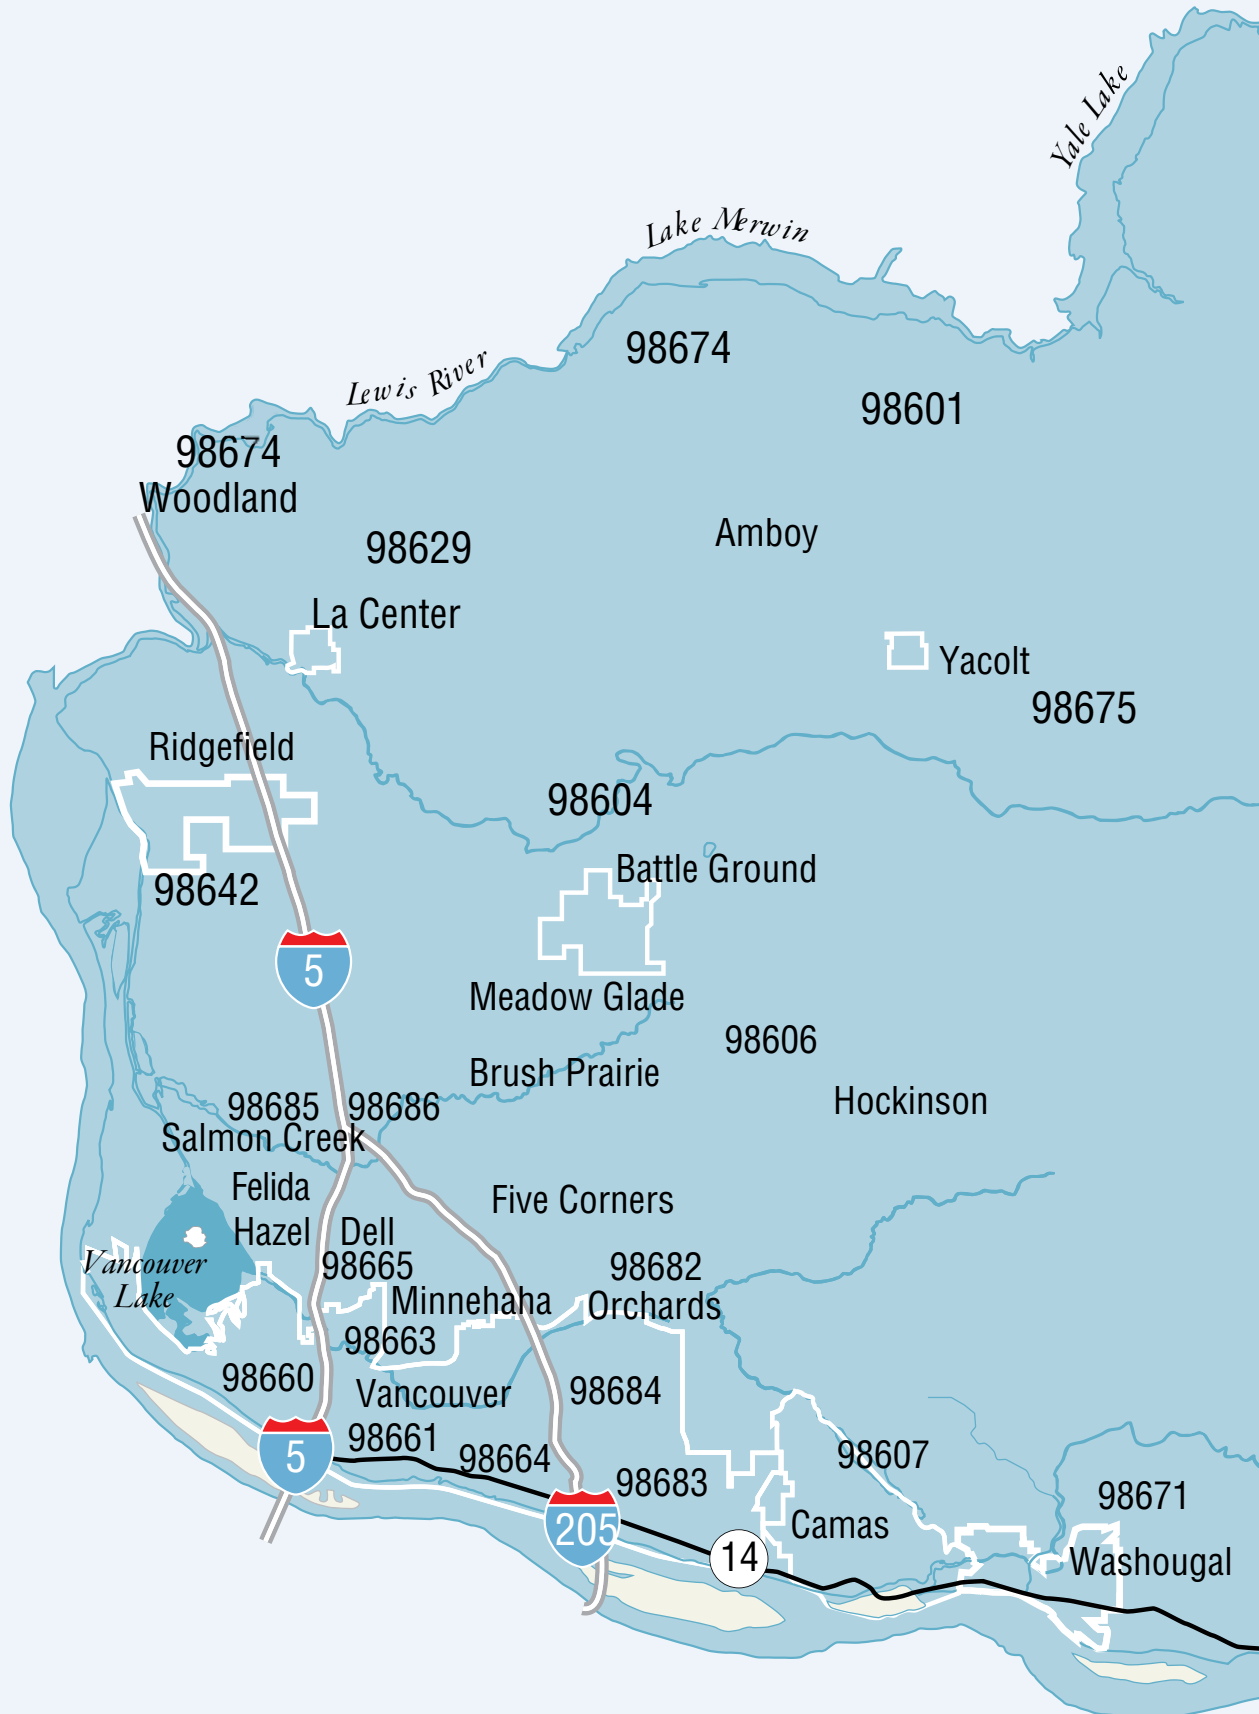 Yale Lake
Lake Merwin
98674
Lewis River
98601
98674
Woodland
Amboy
98629
La Center
Yacolt
98675
Ridgefield
98604
Battle Ground
98642
5
Meadow Glade
98606
Brush Prairie
Hockinson
98685 98686
Salmon Creek
Felida
Five Corners
Hazel Dell
Vancouver
Lake
98665
98682
Minnehaha
Orchards
98663
98660
Vancouver
98684
98661
5
98664
98607
98683
98671
205
Camas
14
Washougal